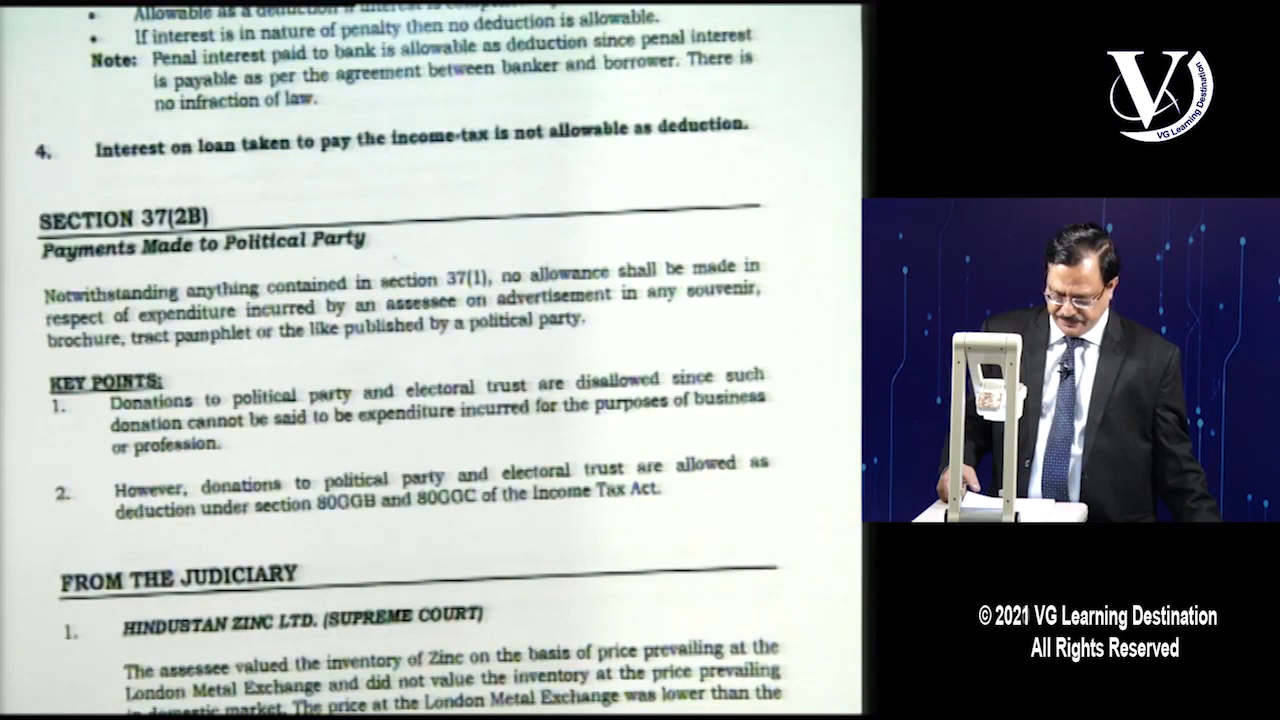 Allowable as a deduction if interest is
If interest is in nature of penalty then no deduction is allowable.
Note: Penal interest paid to bank is allowable as deduction since penal interest
is payable as per the agreement between banker and borrower. There is
no infraction of law.
4. Interest on loan taken to pay the income-tax is not allowable as deduction.
SECTION 37(2B)
Payments Made to Political Party
Notwithstanding anything contained in section 37(1), no allowance shall be made in
respect of expenditure incurred by an assessee on advertisement in any souvenir,
brochure, tract pamphlet or the like published by a political party.
KEY POINTS:
1. Donations to political party and electoral trust are disallowed since such
donation cannot be said to be expenditure incurred for the purposes of business
or profession.
2. However, donations to political party and electoral trust are allowed as
deduction under section 80GGB and 80GGC of the Income Tax Act.
FROM THE JUDICIARY
1. HINDUSTAN ZINC LTD. (SUPREME COURT)
The assessee valued the inventory of Zinc on the basis of price prevailing at the
London Metal Exchange and did not value the inventory at the price prevailing
in domestic market. The price at the London Metal Exchange was lower than the
V
VG Learning Destination
© 2021 VG Learning Destination
All Rights Reserved